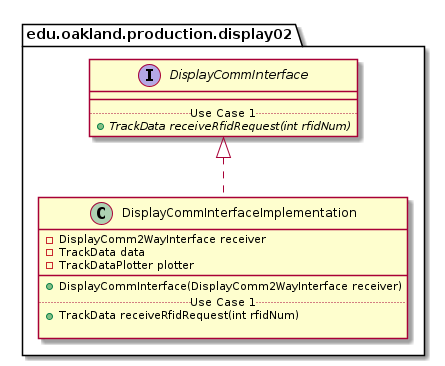 edu.oakland.production.display02
I DisplayCommInterface
Use Case 1
TrackData receiveRfidRequest(int rfidNum)
C DisplayCommInterfaceImplementation
DisplayComm2WayInterface receiver
TrackData data
TrackDataPlotter plotter
DisplayCommInterface(DisplayComm2WayInterface receiver)
Use Case 1
TrackData receiveRfidRequest(int rfidNum)